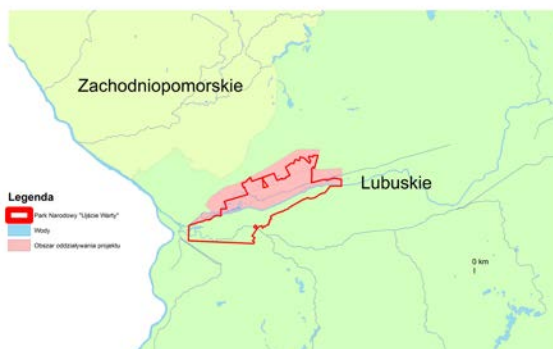 Zachodniopomorskie
Lubuskie
Legenda
Park Narodowy "Ujście Warty"
Wody
Obszar oddziaływania projektu
0 km